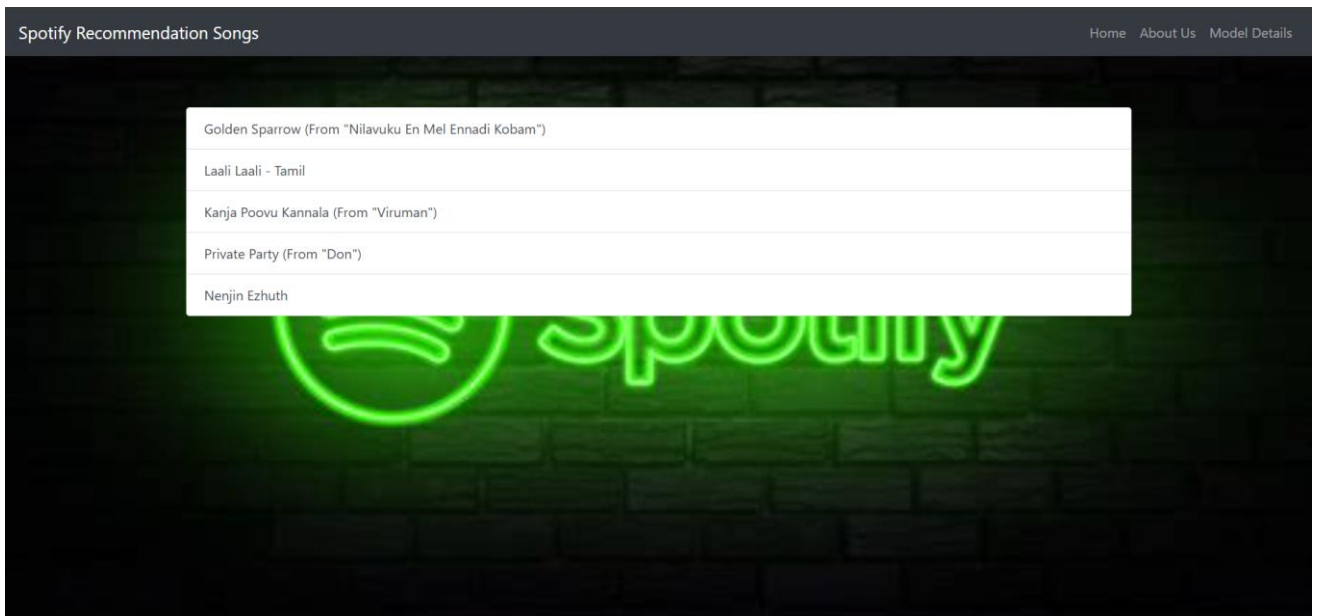 Spotify Recommendation Songs
Home About Us Model Details
Golden Sparrow (From "Nilavuku En Mel Ennadi Kobam")
Laali Laali - Tamil
Kanja Poovu Kannala (From "Viruman")
Private Party (From "Don")
Nenjin Ezhuth
Spotify